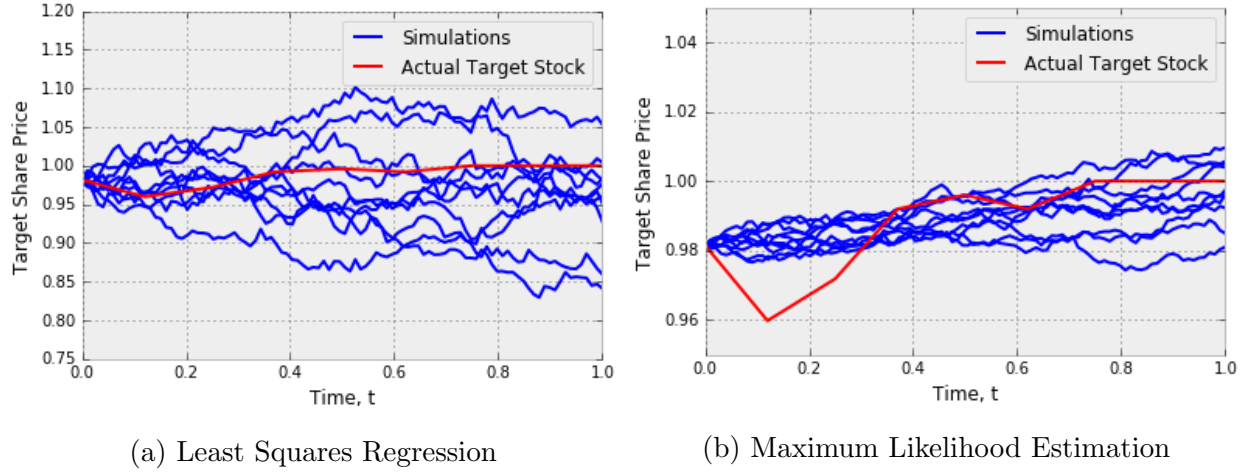 1.20
1.15
1.10
1.05
1.00
0.95
0.90
0.85
0.80
0.75
Target Share Price
Simulations
Actual Target Stock
0.0 0.2 0.4 0.6 0.8 1.0
Time, t
(a) Least Squares Regression
1.04
1.02
1.00
0.98
0.96
Target Share Price
Simulations
Actual Target Stock
0.0 0.2 0.4 0.6 0.8 1.0
Time, t
(b) Maximum Likelihood Estimation